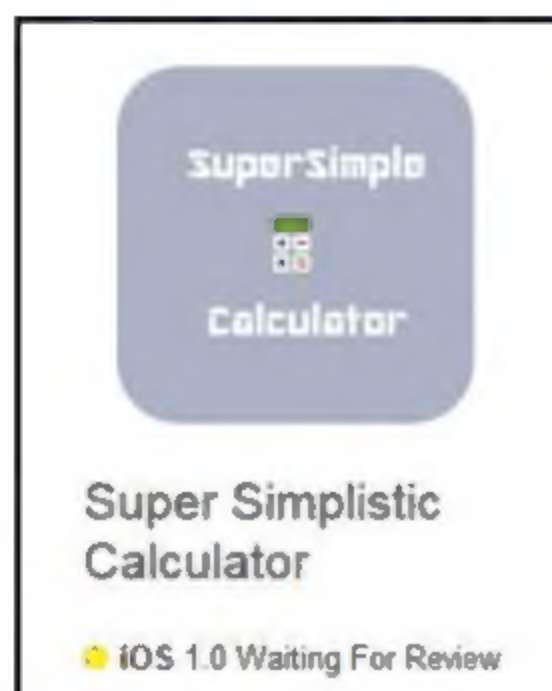 SuperSimple
Calculator
Super Simplistic
Calculator
iOS 1.0 Waiting For Review